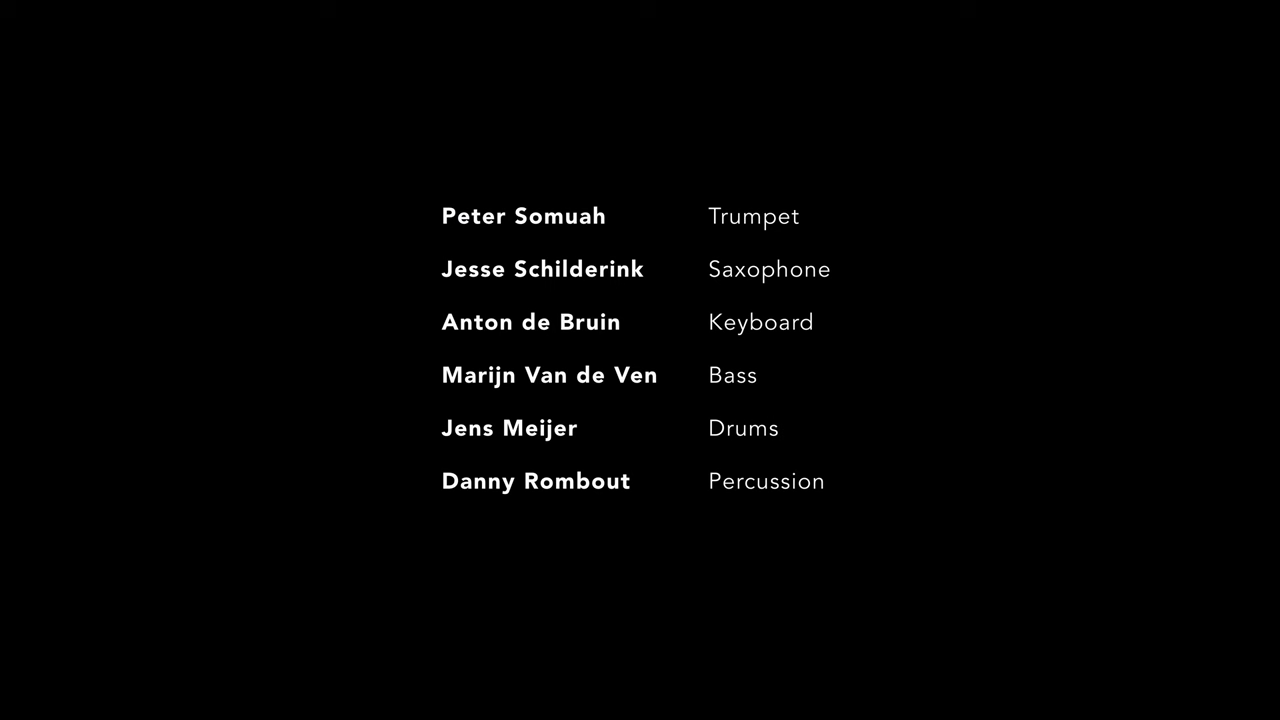 Peter Somuah Trumpet
Jesse Schilderink Saxophone
Anton de Bruin Keyboard
Marijn Van de Ven Bass
Jens Meijer Drums
Danny Rombout Percussion